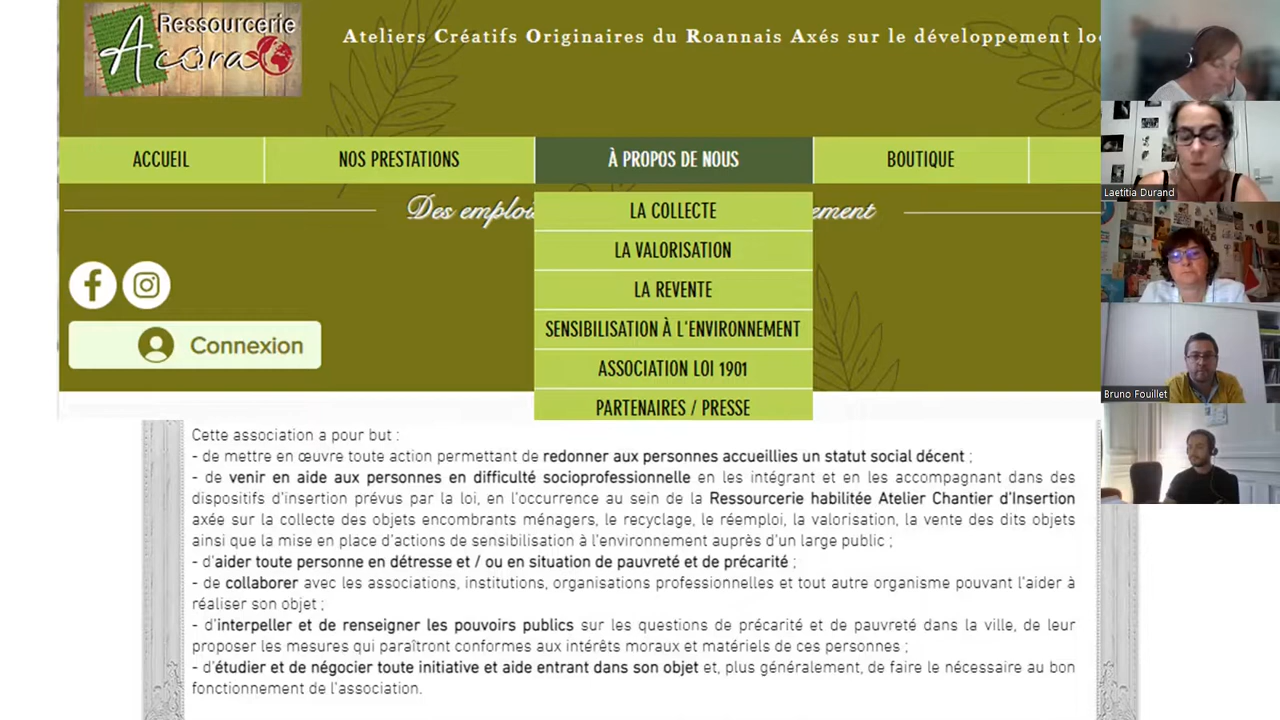 Ressourcerie
Acora
Ateliers Créatifs Originaires du Roannais Axés sur le développement loc
ACCUEIL
NOS PRESTATIONS
À PROPOS DE NOUS
BOUTIQUE
Des emploi
ement
LA COLLECTE
LA VALORISATION
LA REVENTE
SENSIBILISATION À L'ENVIRONNEMENT
ASSOCIATION LOI 1901
PARTENAIRES / PRESSE
Connexion
Cette association a pour but :
- de mettre en œuvre toute action permettant de redonner aux personnes accueillies un statut social décent ;
- de venir en aide aux personnes en difficulté socioprofessionnelle en les intégrant et en les accompagnant dans des
dispositifs d'insertion prévus par la loi, en l'occurrence au sein de la Ressourcerie habilitée Atelier Chantier d'Insertion
axée sur la collecte des objets encombrants ménagers, le recyclage, le réemploi, la valorisation, la vente des dits objets
ainsi que la mise en place d'actions de sensibilisation à l'environnement auprès d'un large public ;
- d'aider toute personne en détresse et / ou en situation de pauvreté et de précarité ;
- de collaborer avec les associations, institutions, organisations professionnelles et tout autre organisme pouvant l'aider à
réaliser son objet ;
- d'interpeller et de renseigner les pouvoirs publics sur les questions de précarité et de pauvreté dans la ville, de leur
proposer les mesures qui paraîtront conformes aux intérêts moraux et matériels de ces personnes ;
- d'étudier et de négocier toute initiative et aide entrant dans son objet et, plus généralement, de faire le nécessaire au bon
fonctionnement de l'association.
Laetitia Durand
Bruno Fouillet